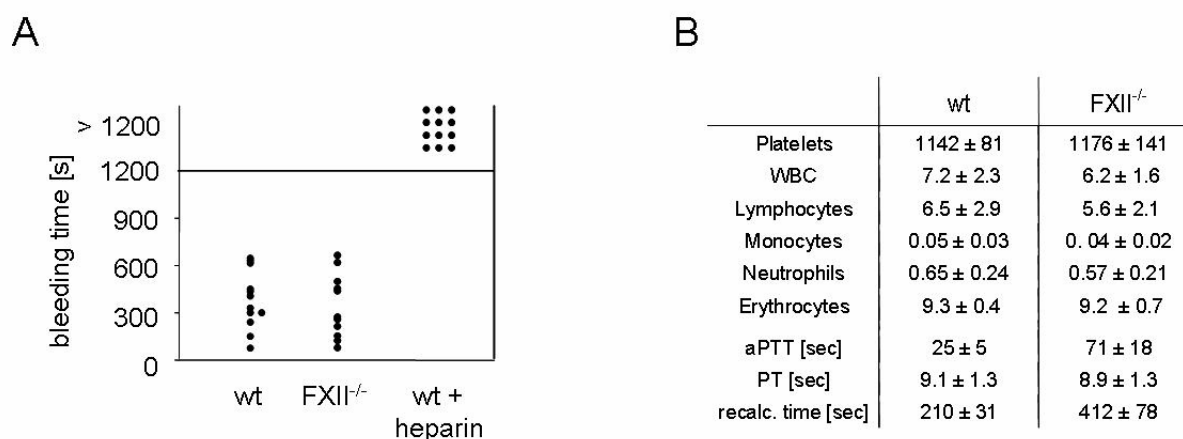 A
bleeding time [s]
> 1200
1200
900
600
300
0
wt
FXII-/-
wt +
heparin
B
wt FXII-/-
Platelets 1142 ± 81 1176 ± 141
WBC 7.2 ± 2.3 6.2 ± 1.6
Lymphocytes 6.5 ± 2.9 5.6 ± 2.1
Monocytes 0.05 ± 0.03 0. 04 ± 0.02
Neutrophils 0.65 ± 0.24 0.57 ± 0.21
Erythrocytes 9.3 ± 0.4 9.2 ± 0.7
aPTT [sec] 25 ± 5 71 ± 18
PT [sec] 9.1 ± 1.3 8.9 ± 1.3
recalc. time [sec] 210 ± 31 412 ± 78